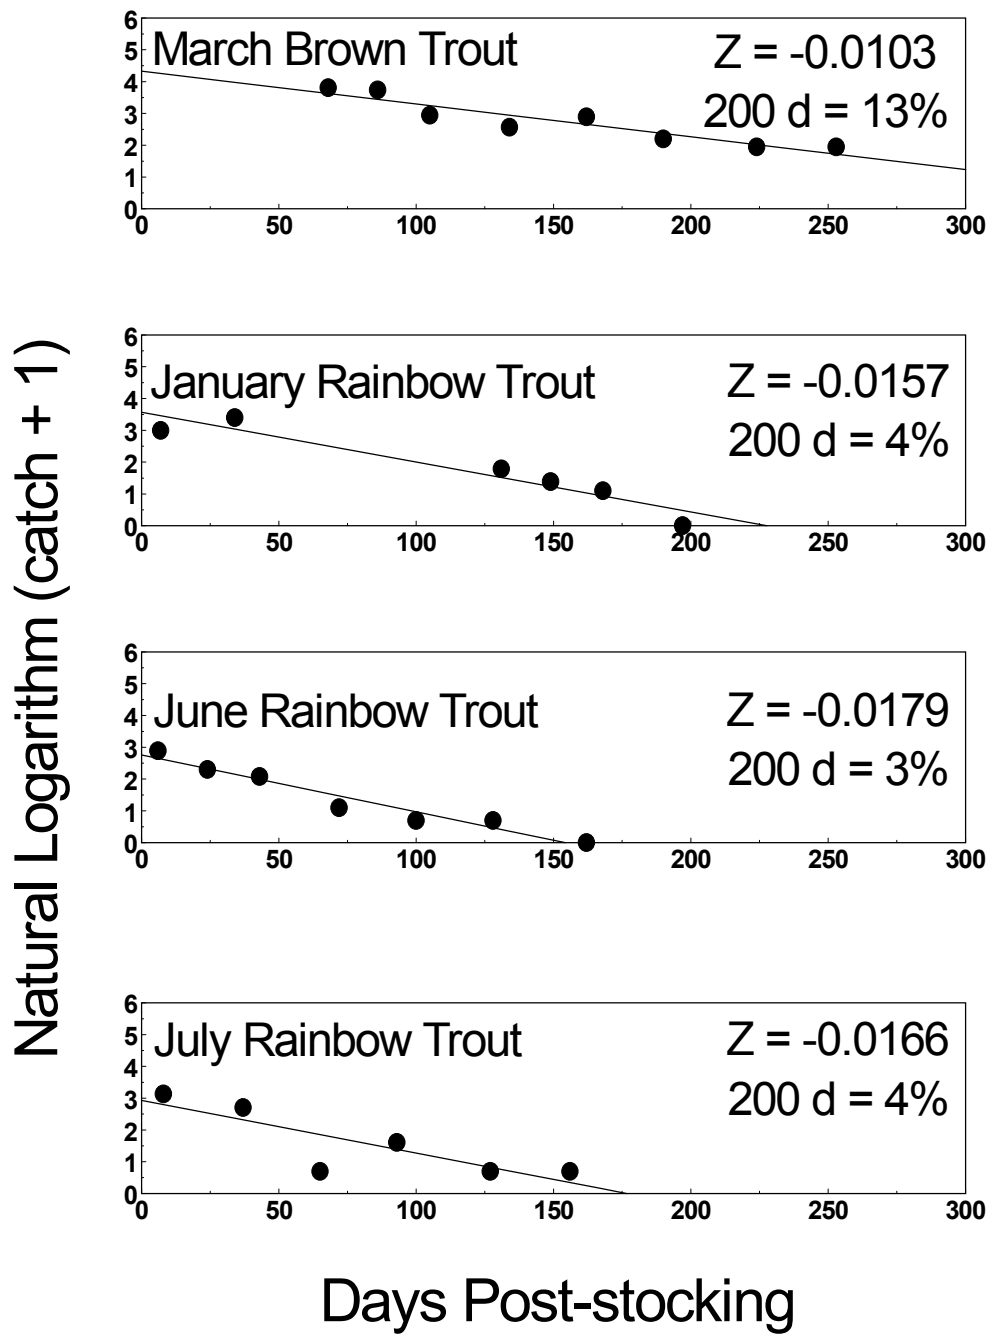 Natural Logarithm (catch + 1)
March Brown Trout
Z = -0.0103
200 d = 13%
6
5
4
3
2
1
0
0 50 100 150 200 250 300
January Rainbow Trout
Z = -0.0157
200 d = 4%
6
5
4
3
2
1
0
0 50 100 150 200 250 300
June Rainbow Trout
Z = -0.0179
200 d = 3%
6
5
4
3
2
1
0
0 50 100 150 200 250 300
July Rainbow Trout
Z = -0.0166
200 d = 4%
6
5
4
3
2
1
0
0 50 100 150 200 250 300
Days Post-stocking